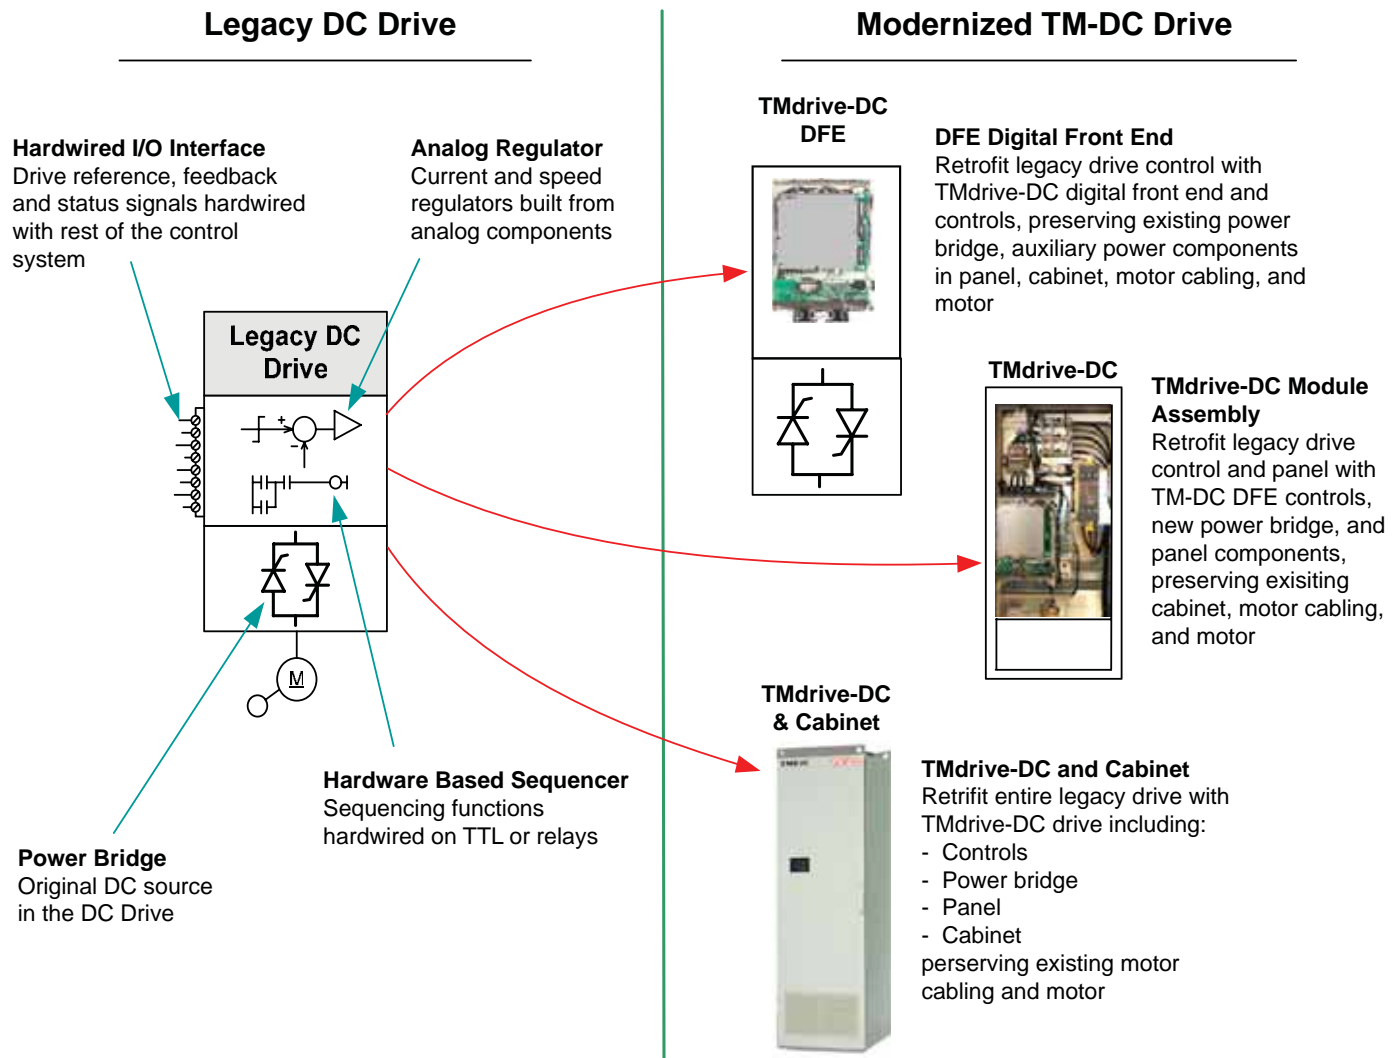 Legacy DC Drive
Modernized TM-DC Drive
Hardwired I/O Interface
Drive reference, feedback
and status signals hardwired
with rest of the control
system
Analog Regulator
Current and speed
regulators built from
analog components
Legacy DC
Drive
+
-
M
Hardware Based Sequencer
Sequencing functions
hardwired on TTL or relays
Power Bridge
Original DC source
in the DC Drive
TMdrive-DC
DFE
DFE Digital Front End
Retrofit legacy drive control with
TMdrive-DC digital front end and
controls, preserving existing power
bridge, auxiliary power components
in panel, cabinet, motor cabling, and
motor
TMdrive-DC
TMdrive-DC Module
Assembly
Retrofit legacy drive
control and panel with
TM-DC DFE controls,
new power bridge, and
panel components,
preserving exisiting
cabinet, motor cabling,
and motor
TMdrive-DC
& Cabinet
TMdrive-DC and Cabinet
Retrifit entire legacy drive with
TMdrive-DC drive including:
- Controls
- Power bridge
- Panel
- Cabinet
perserving existing motor
cabling and motor